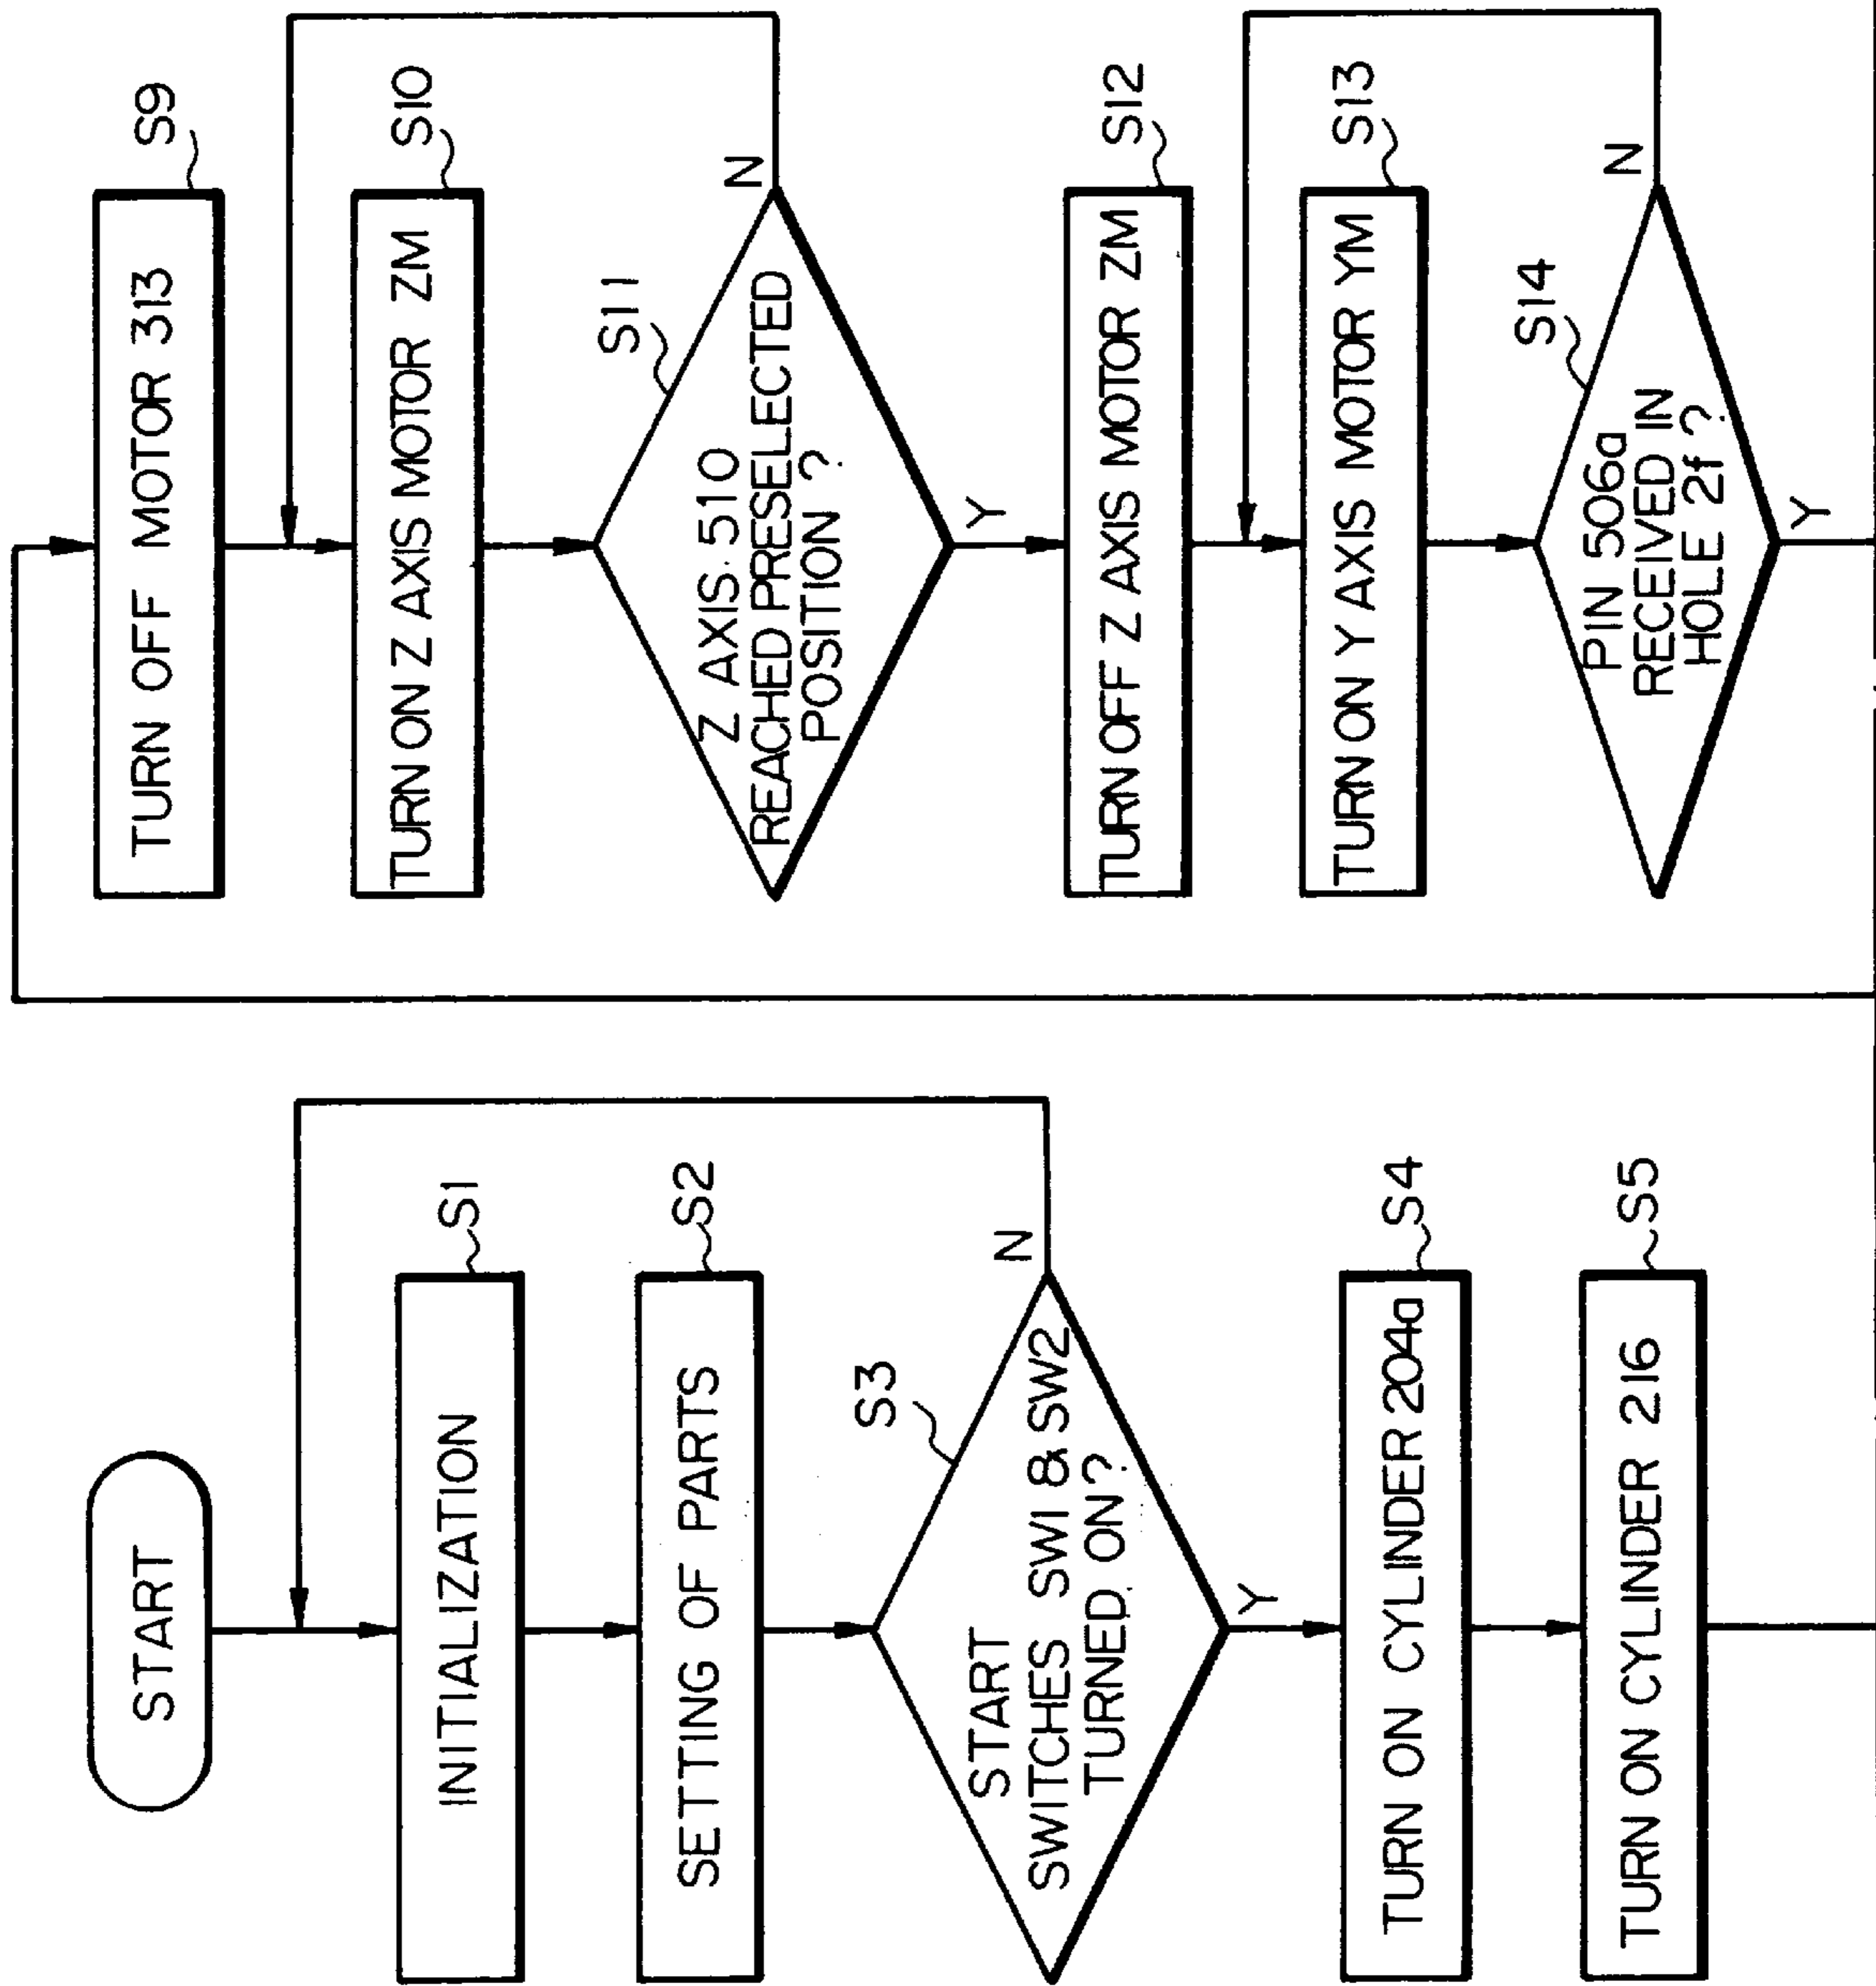 START
INITIALIZATION
S1
SETTING OF PARTS
S2
S3
START
SWITCHES SW1 & SW2
TURNED ON?
N
Y
TURN ON CYLINDER 204a
S4
TURN ON CYLINDER 216
S5
TURN OFF MOTOR 313
S9
TURN ON Z AXIS MOTOR ZM
S10
S11
Z AXIS 510
REACHED PRESELECTED
POSITION ?
N
Y
TURN OFF Z AXIS MOTOR ZM
S12
TURN ON Y AXIS MOTOR YM
S13
S14
PIN 506a
RECEIVED IN
HOLE 2f ?
N
Y